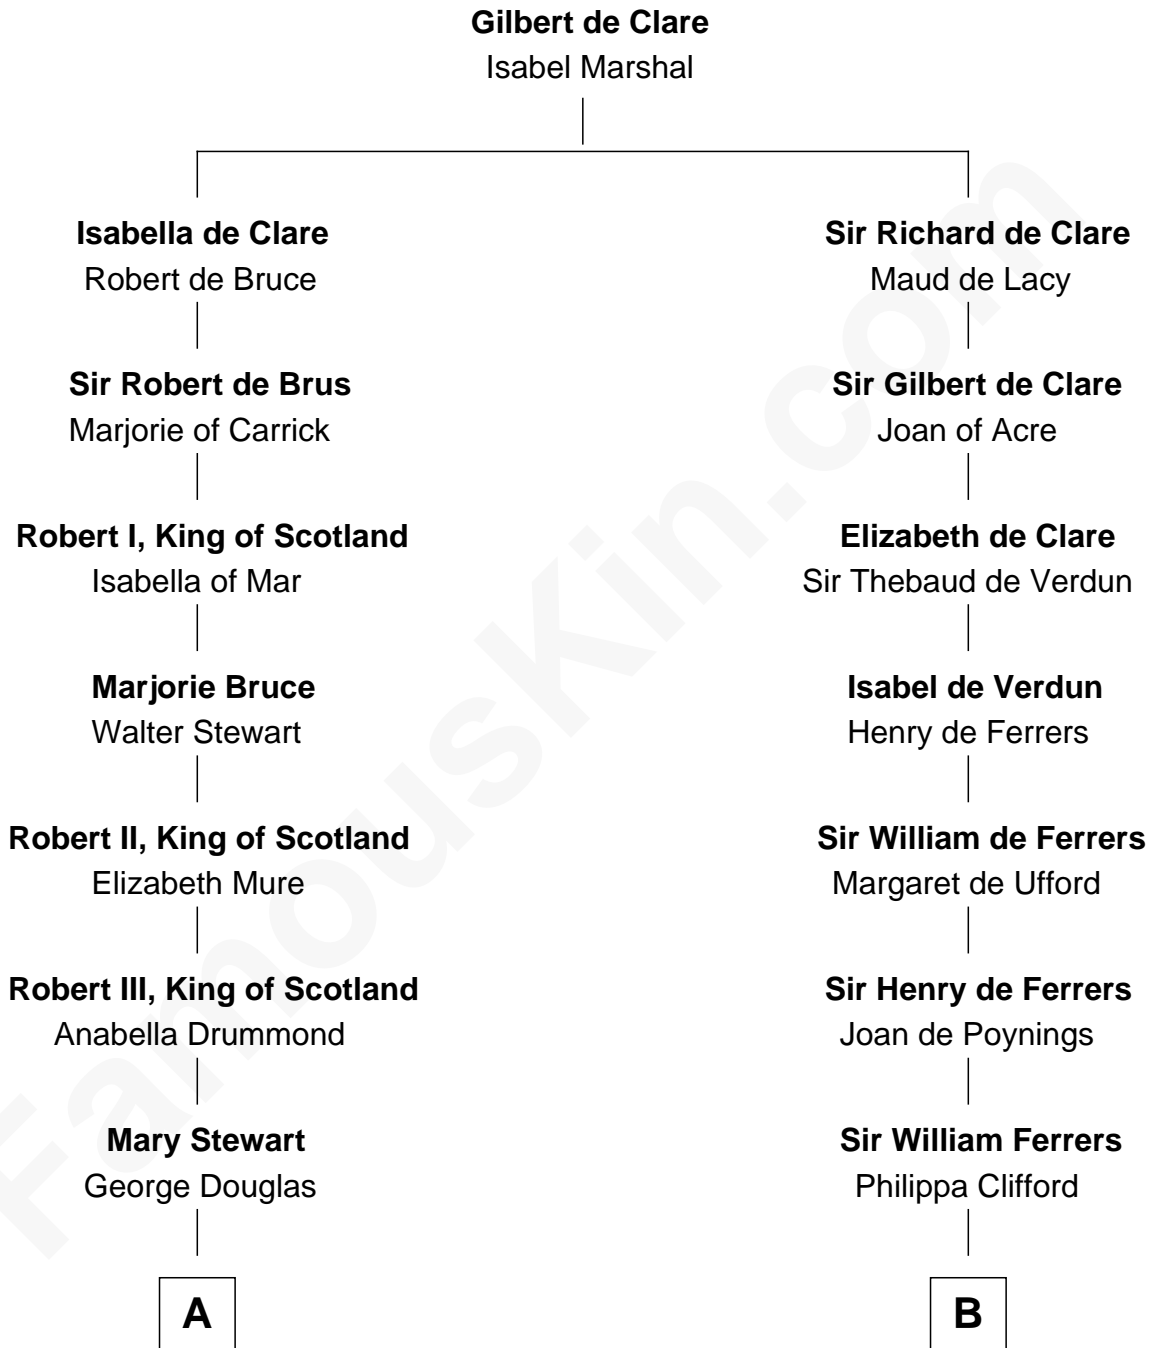 Gilbert de Clare
Isabel Marshal
Isabella de Clare
Robert de Bruce
Sir Richard de Clare
Maud de Lacy
Sir Robert de Brus
Marjorie of Carrick
Sir Gilbert de Clare
Joan of Acre
Robert I, King of Scotland
Isabella of Mar
Elizabeth de Clare
Sir Thebaud de Verdun
Marjorie Bruce
Walter Stewart
Isabel de Verdun
Henry de Ferrers
Robert II, King of Scotland
Elizabeth Mure
Sir William de Ferrers
Margaret de Ufford
Robert III, King of Scotland
Anabella Drummond
Sir Henry de Ferrers
Joan de Poynings
Mary Stewart
George Douglas
Sir William Ferrers
Philippa Clifford
A
B
FamousKin.com